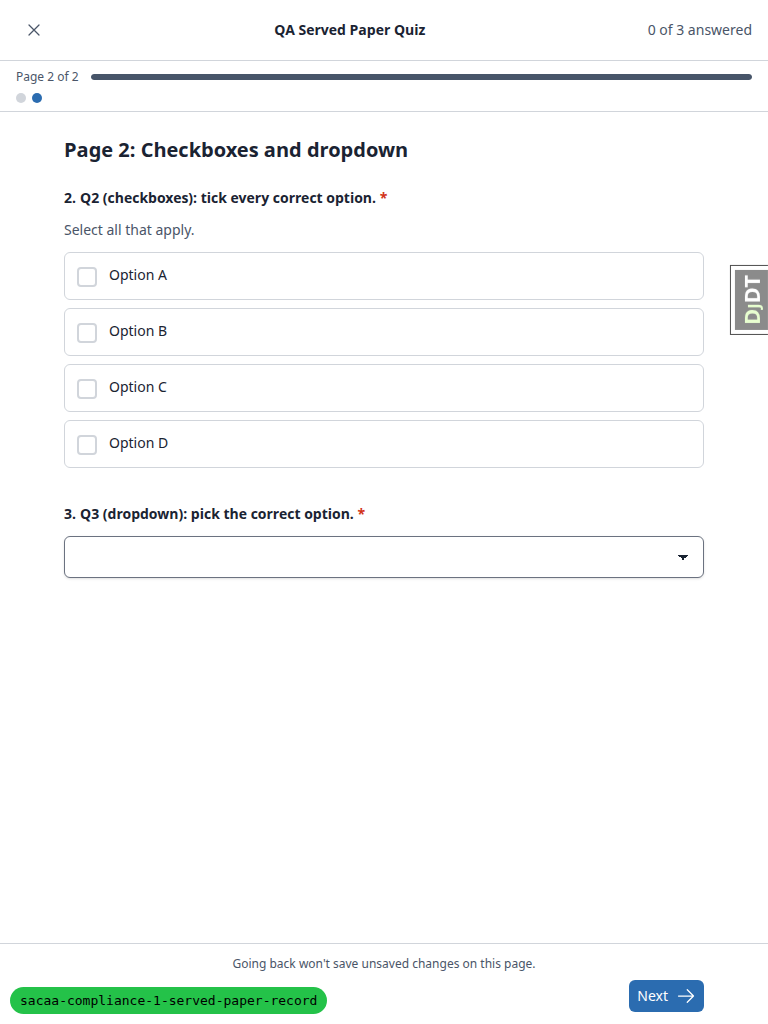 QA Served Paper Quiz
0 of 3 answered
Page 2 of 2
Page 2: Checkboxes and dropdown
2. Q2 (checkboxes): tick every correct option. *
Select all that apply.
Option A
DJDT
Option B
Option C
Option D
3. Q3 (dropdown): pick the correct option. *
Going back won't save unsaved changes on this page.
sacaa-compliance-1-served-paper-record
Next